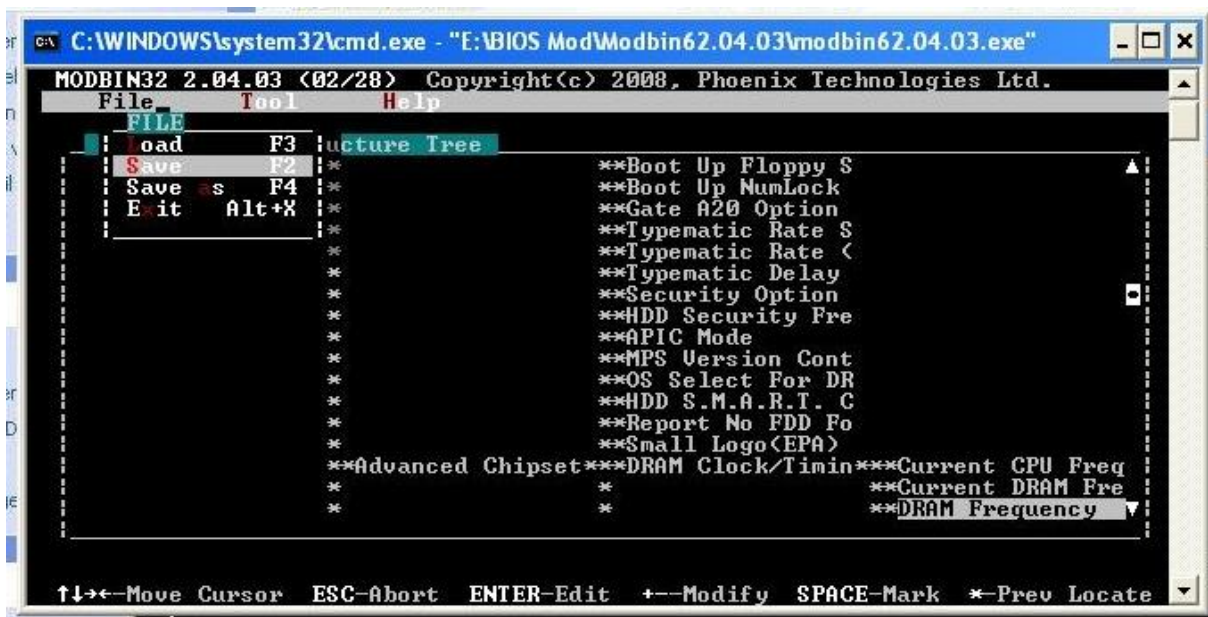 C:\WINDOWS\system32\cmd.exe - "E:\BIOS Mod\Modbin62.04.03\modbin62.04.03.exe"
MODBIN32 2.04.03 (02/28) Copyright(c) 2008, Phoenix Technologies Ltd.
File Tool Help
FILE
Load F3
Save F2
Save as F4
Exit Alt+X
ucture Tree
**Boot Up Floppy S
**Boot Up NumLock
**Gate A20 Option
**Typematic Rate S
**Typematic Rate (
**Typematic Delay
**Security Option
**HDD Security Fre
**APIC Mode
**MPS Version Cont
**OS Select For DR
**HDD S.M.A.R.T. C
**Report No FDD Fo
**Small Logo(EPA)
**Advanced Chipset***DRAM Clock/Timin***Current CPU Freq
* * **Current DRAM Fre
* * **DRAM Frequency
↑↓→←-Move Cursor ESC-Abort ENTER-Edit +--Modify SPACE-Mark *-Prev Locate